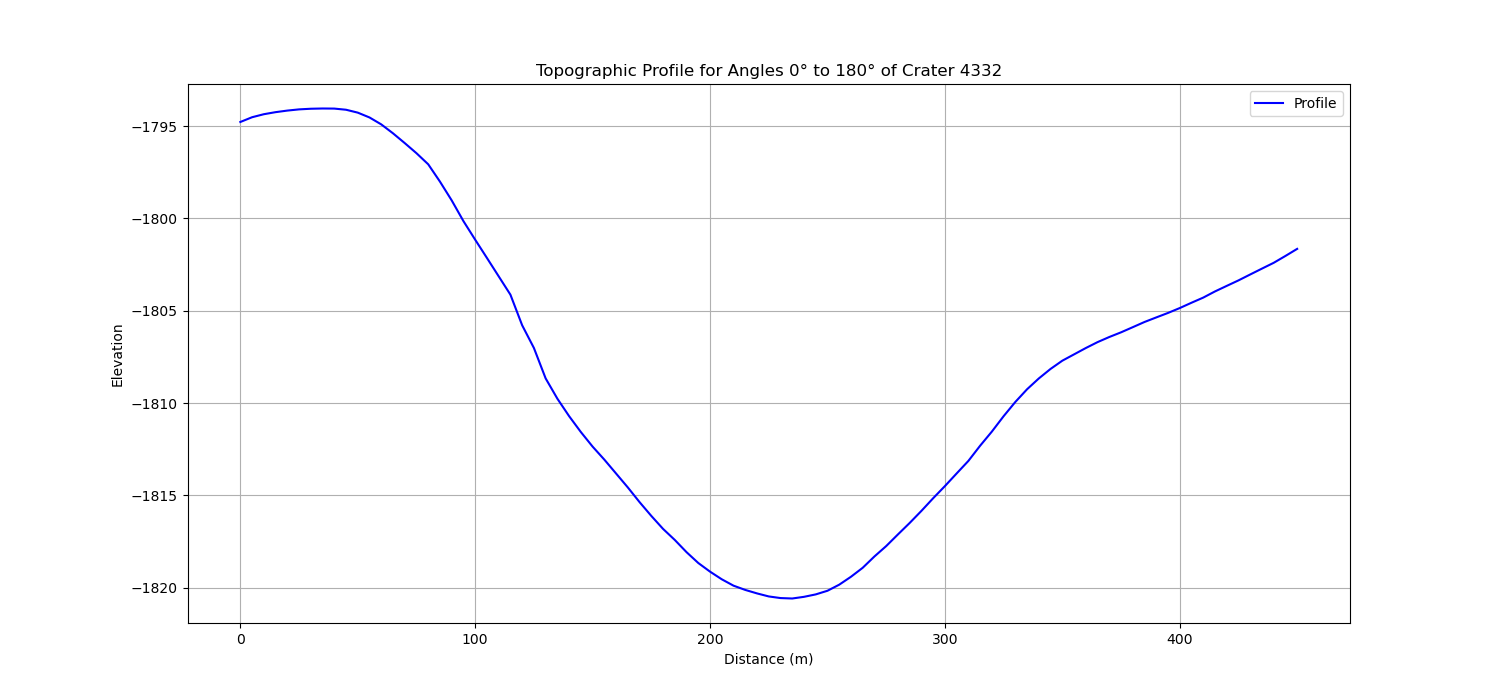 Topographic Profile for Angles 0° to 180° of Crater 4332
Profile
−1795
−1800
−1805
−1810
−1815
−1820
Elevation
0 100 200 300 400
Distance (m)